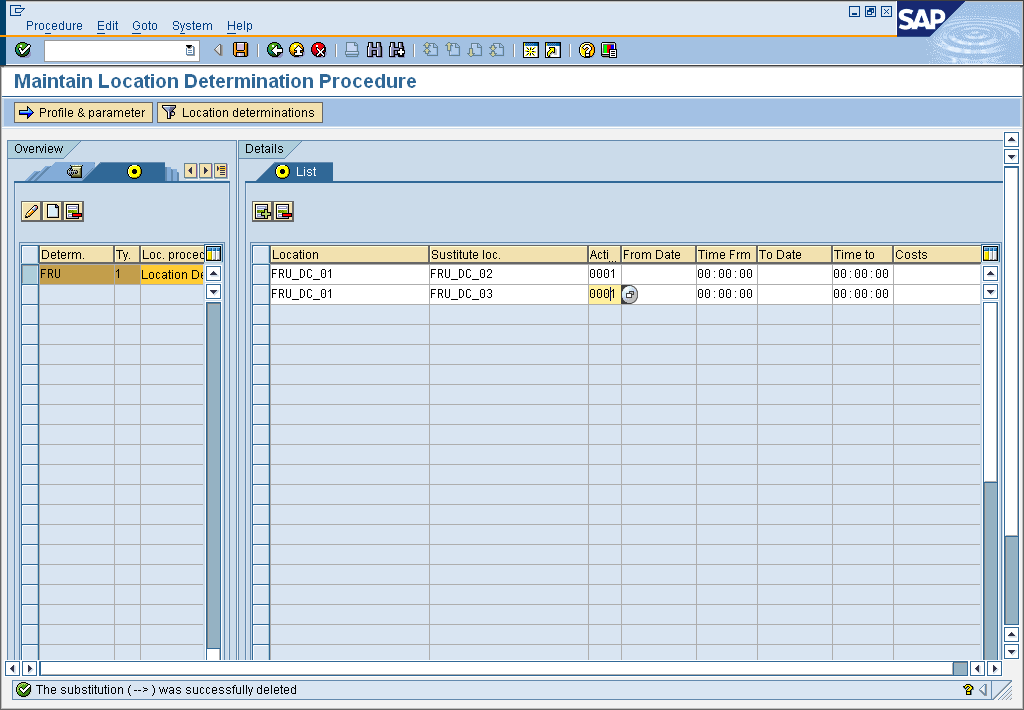 Procedure Edit Goto System Help
SAP
Maintain Location Determination Procedure
Profile & parameter Location determinations
Overview
Details
List
Determ. Ty. Loc. proced
FRU 1 Location De
Location Sustitute loc. Acti... From Date Time Frm To Date Time to Costs
FRU_DC_01 FRU_DC_02 0001 00:00:00 00:00:00
FRU_DC_01 FRU_DC_03 0001 00:00:00 00:00:00
The substitution ( --> ) was successfully deleted